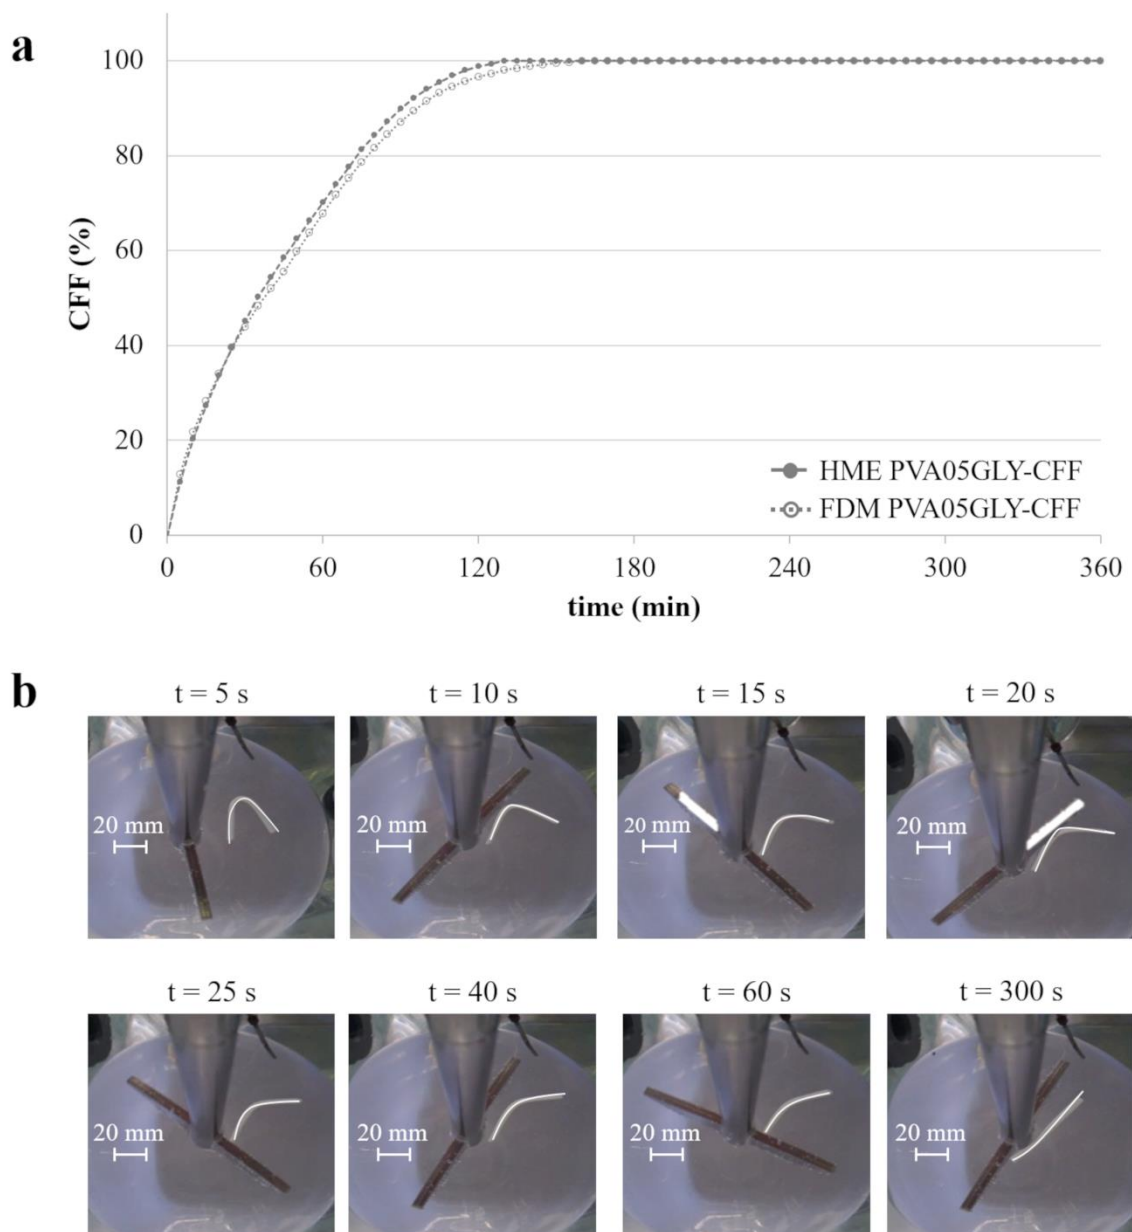 a
100
80
60
40
20
0
CFF (%)
HME PVA05GLY-CFF
FDM PVA05GLY-CFF
0 60 120 180 240 300 360
time (min)
b
t = 5 s t = 10 s t = 15 s t = 20 s
20 mm 20 mm 20 mm 20 mm
t = 25 s t = 40 s t = 60 s t = 300 s
20 mm 20 mm 20 mm 20 mm